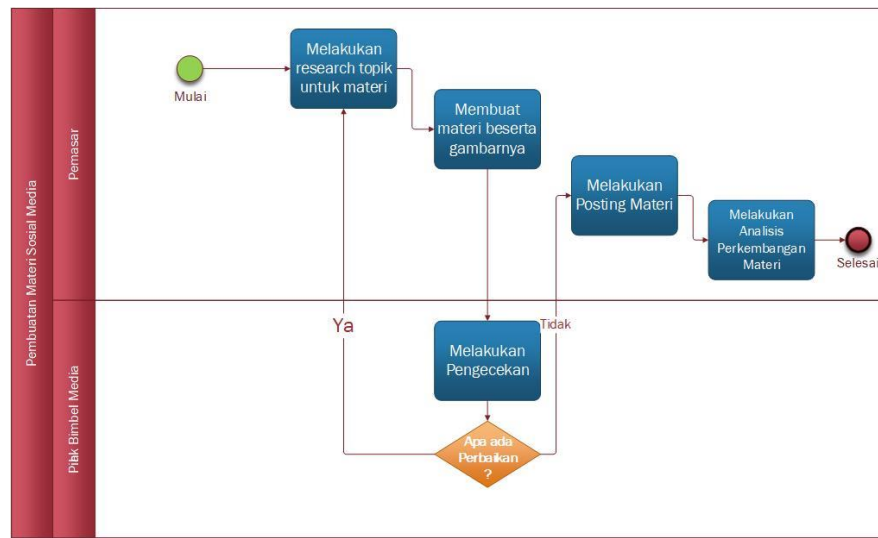 Pembuatan Materi Sosial Media
Pemasar
Mulai
Melakukan
research topik
untuk materi
Membuat
materi beserta
gambarnya
Melakukan
Posting Materi
Melakukan
Analisis
Perkembangan
Materi
Selesai
Pihak Bimbel Media
Ya
Melakukan
Pengecekan
Tidak
Apa ada
Perbaikan
?